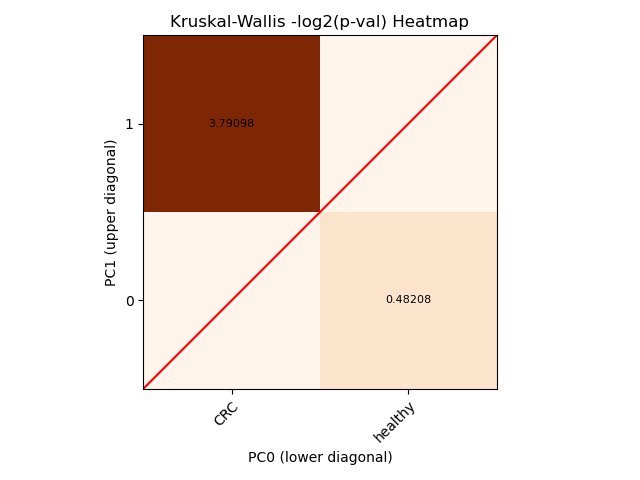 Kruskal-Wallis -log2(p-val) Heatmap
PC1 (upper diagonal)
1
0
3.79098
0.48208
CRC
healthy
PC0 (lower diagonal)